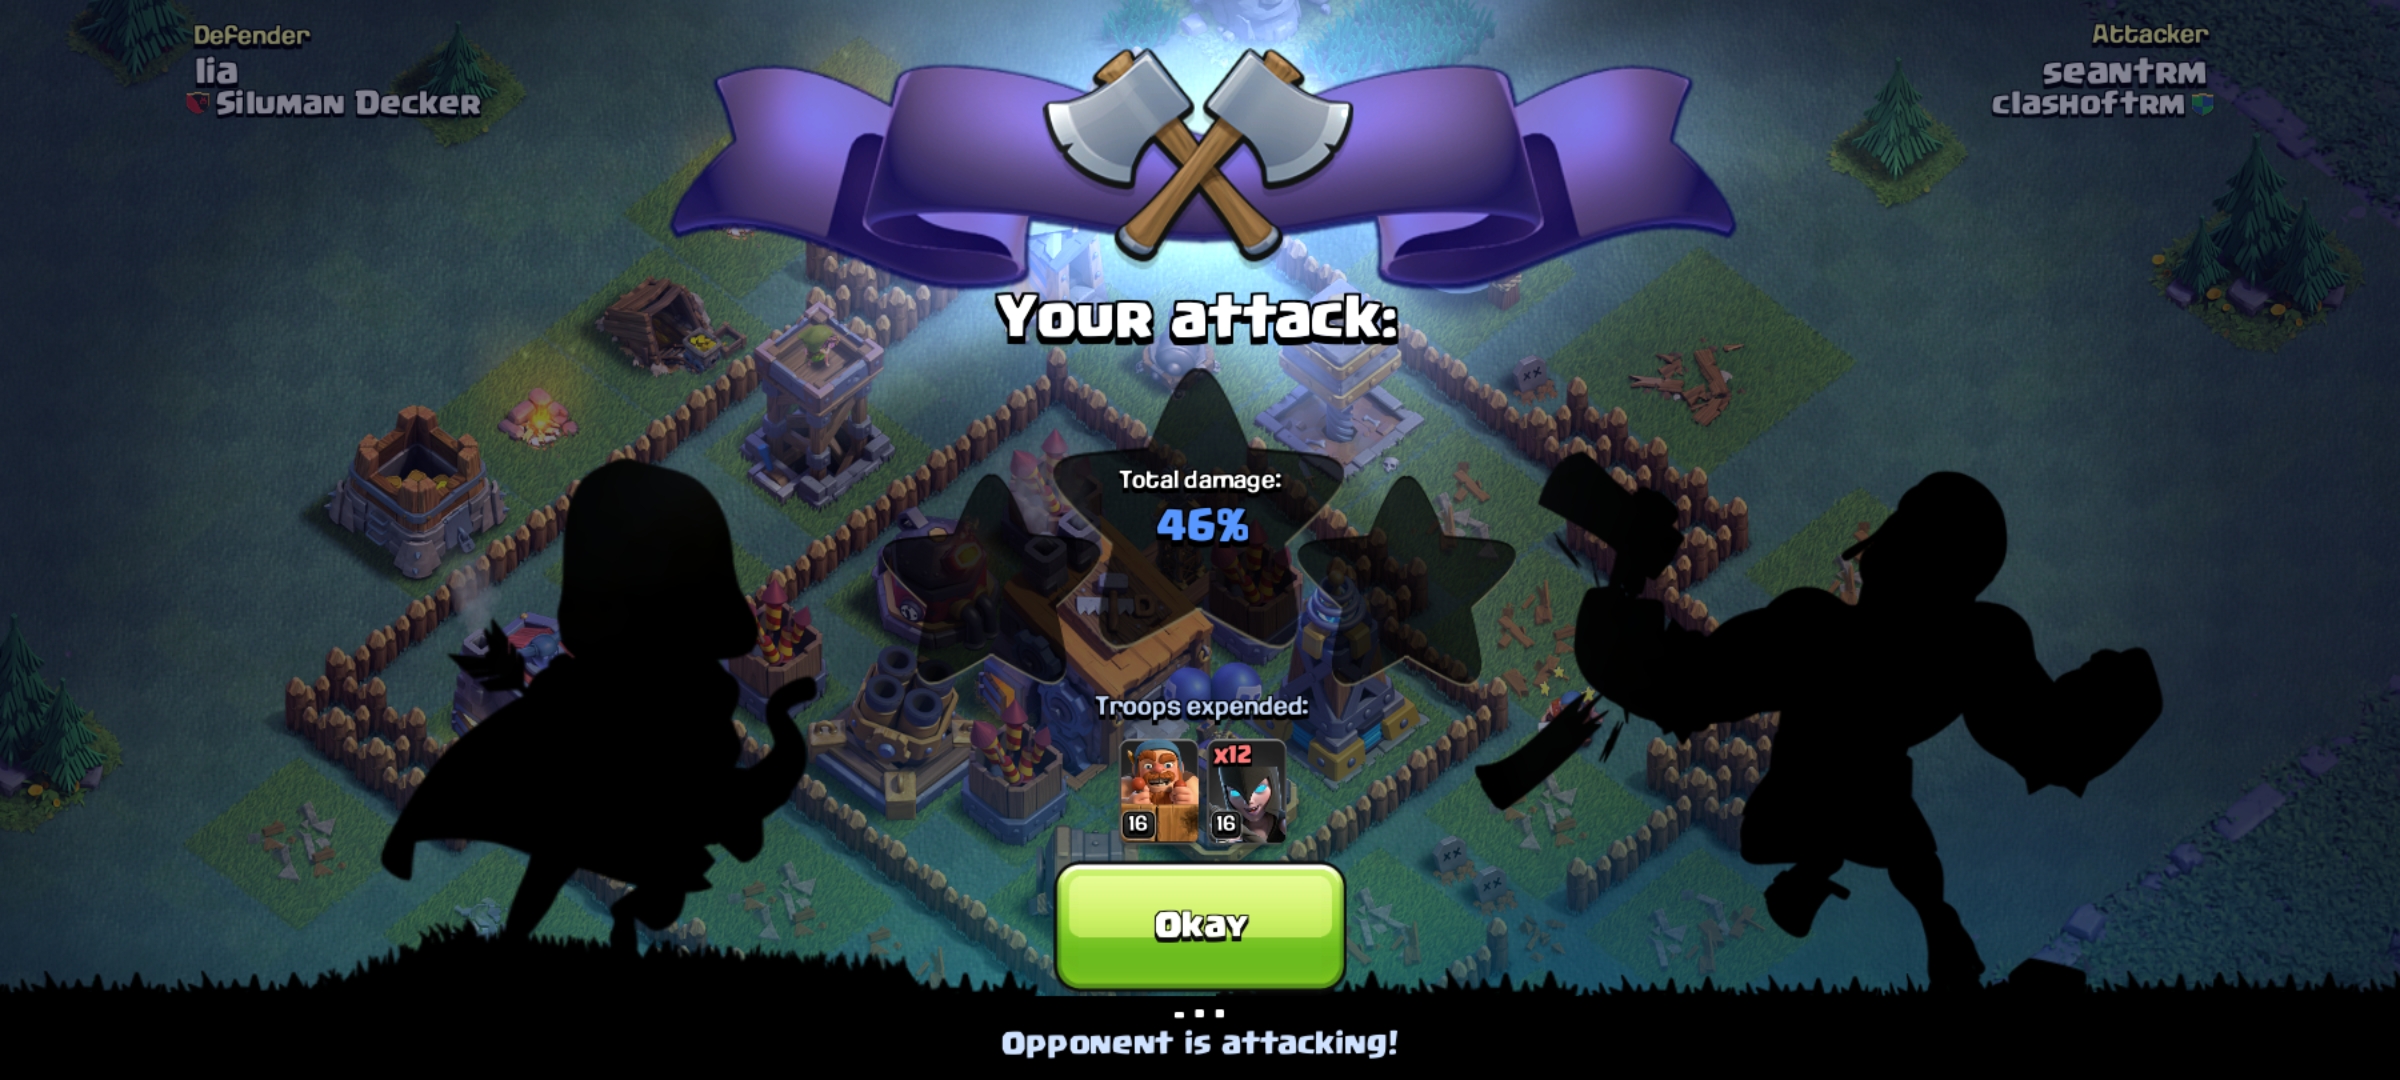 Defender
lia
Siluman Decker
Attacker
seantRM
clashoftRM
Your attack:
Total damage:
46%
Troops expended:
x12
16
16
Okay
...
Opponent is attacking!